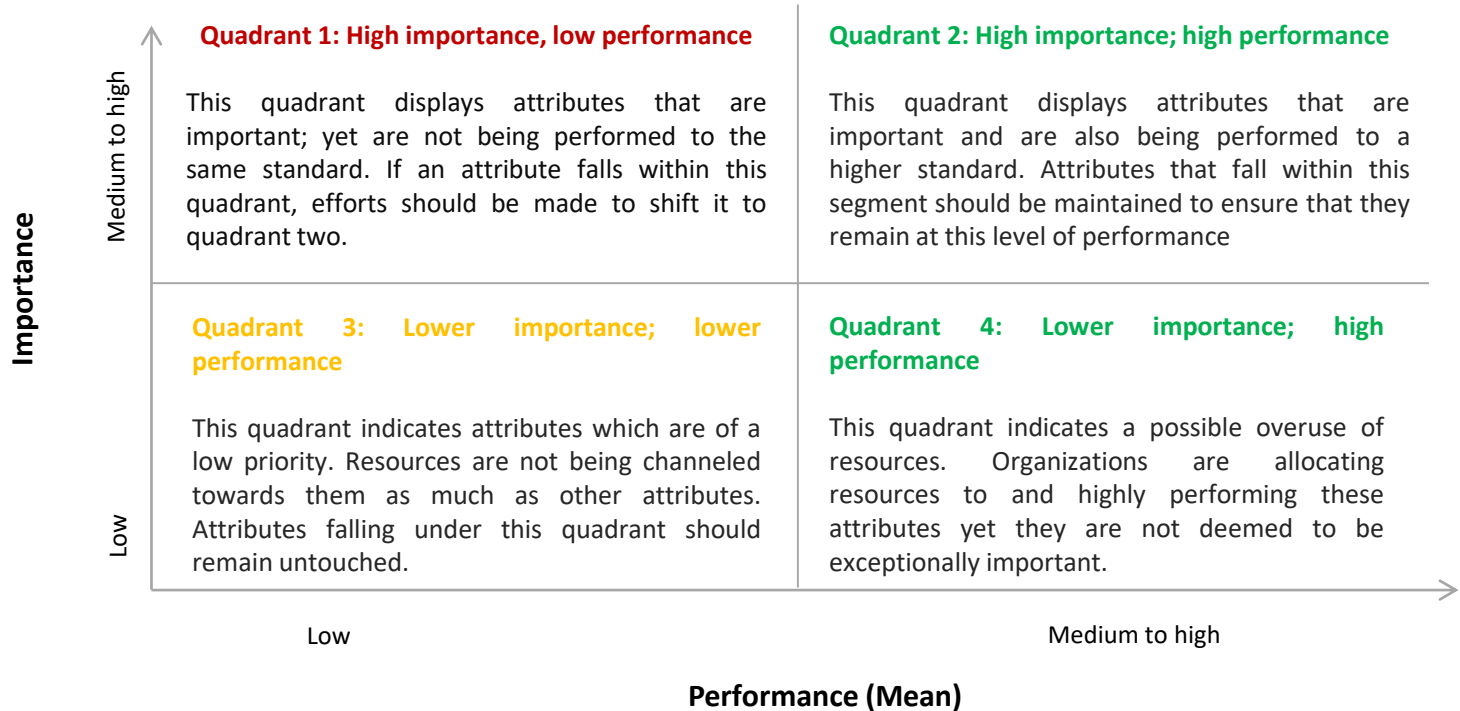 Quadrant 1: High importance, low performance
This quadrant displays attributes that are
important; yet are not being performed to the
same standard. If an attribute falls within this
quadrant, efforts should be made to shift it to
quadrant two.
Quadrant 2: High importance; high performance
This quadrant displays attributes that are
important and are also being performed to a
higher standard. Attributes that fall within this
segment should be maintained to ensure that they
remain at this level of performance
Medium to high
Importance
Quadrant 3: Lower importance; lower
performance
This quadrant indicates attributes which are of a
low priority. Resources are not being channeled
towards them as much as other attributes.
Attributes falling under this quadrant should
remain untouched.
Quadrant 4: Lower importance; high
performance
This quadrant indicates a possible overuse of
resources. Organizations are allocating
resources to and highly performing these
attributes yet they are not deemed to be
exceptionally important.
Low
Low
Medium to high
Performance (Mean)